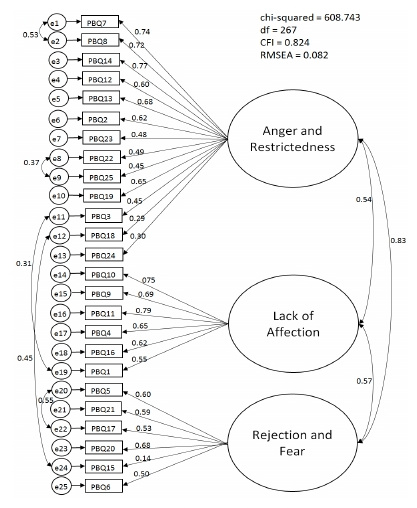 chi-squared = 608.743
df = 267
CFI = 0.824
RMSEA = 0.082
e1 PBQ7 0.74
0.53
e2 PBQ8 0.72
e3 PBQ14 0.77
e4 PBQ12 0.60
e5 PBQ13 0.68
e6 PBQ2 0.62
e7 PBQ23 0.48
e8 PBQ22 0.49
0.37
e9 PBQ25 0.45
e10 PBQ19 0.65
e11 PBQ3 0.45
e12 PBQ18 0.29
e13 PBQ24 0.30
Anger and
Restrictedness
0.54
0.83
e14 PBQ10 075
e15 PBQ9 0.69
0.31
e16 PBQ11 0.79
e17 PBQ4 0.65
e18 PBQ16 0.62
e19 PBQ1 0.55
Lack of
Affection
0.45
0.57
e20 PBQ5 0.60
0.55
e21 PBQ21 0.59
e22 PBQ17 0.53
e23 PBQ20 0.68
e24 PBQ15 0.14
e25 PBQ6 0.50
Rejection and
Fear